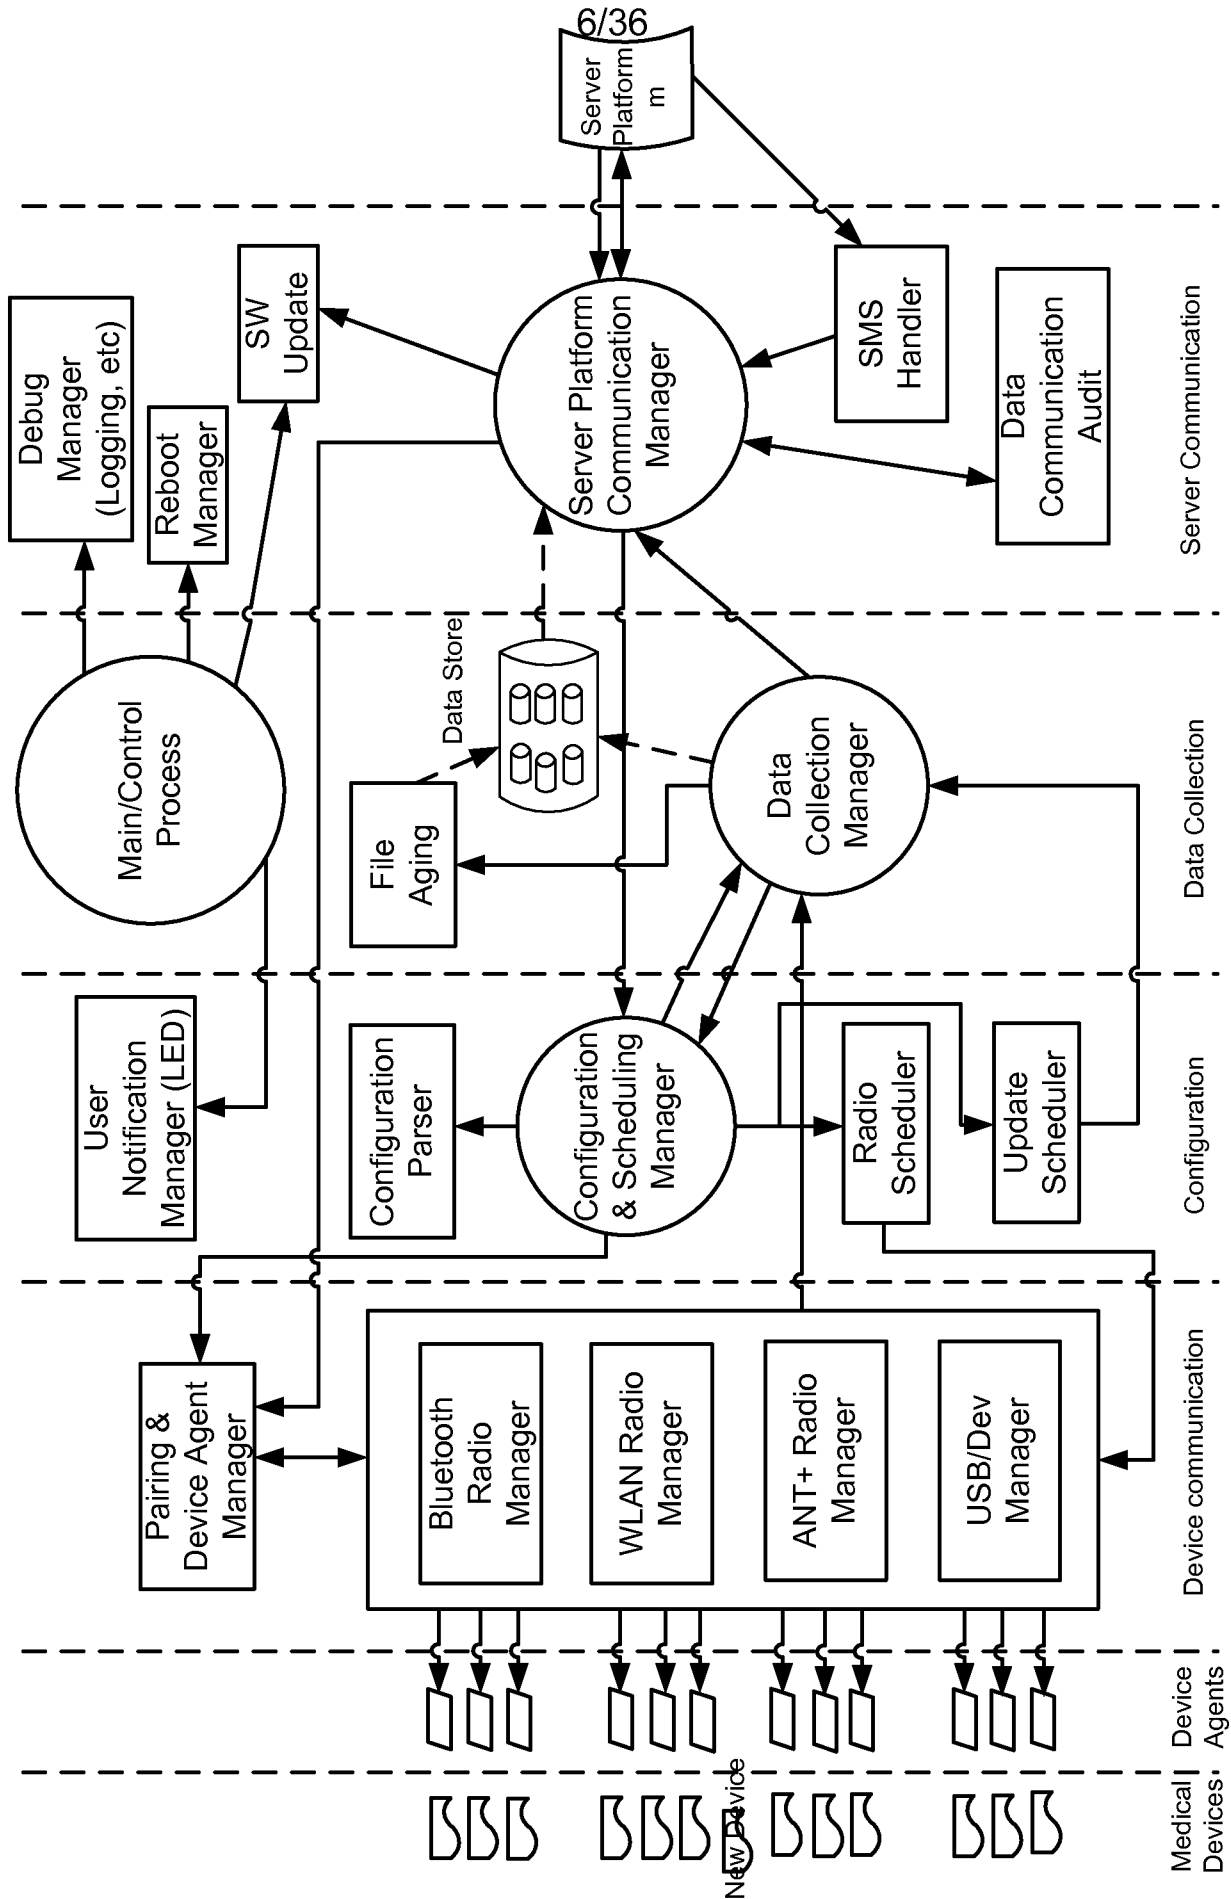 6/36
Server
Platform
m
Debug
Manager
(Logging, etc)
Reboot
Manager
SW
Update
Server Platform
Communication
Manager
SMS
Handler
Data
Communication
Audit
Server Communication
Main/Control
Process
Data Store
File
Aging
Data
Collection
Manager
Data Collection
User
Notification
Manager (LED)
Configuration
Parser
Configuration
& Scheduling
Manager
Radio
Scheduler
Update
Scheduler
Configuration
Pairing &
Device Agent
Manager
Bluetooth
Radio
Manager
WLAN Radio
Manager
ANT+ Radio
Manager
USB/Dev
Manager
Device communication
Device
Agents
New Device
Medical
Devices